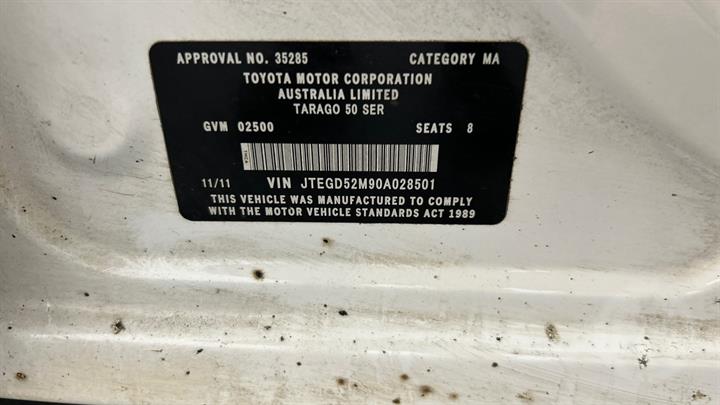 APPROVAL NO. 35285 CATEGORY MA
TOYOTA MOTOR CORPORATION
AUSTRALIA LIMITED
TARAGO 50 SER
GVM 02500 SEATS 8
11/11 VIN JTEGD52M90A028501
THIS VEHICLE WAS MANUFACTURED TO COMPLY
WITH THE MOTOR VEHICLE STANDARDS ACT 1989